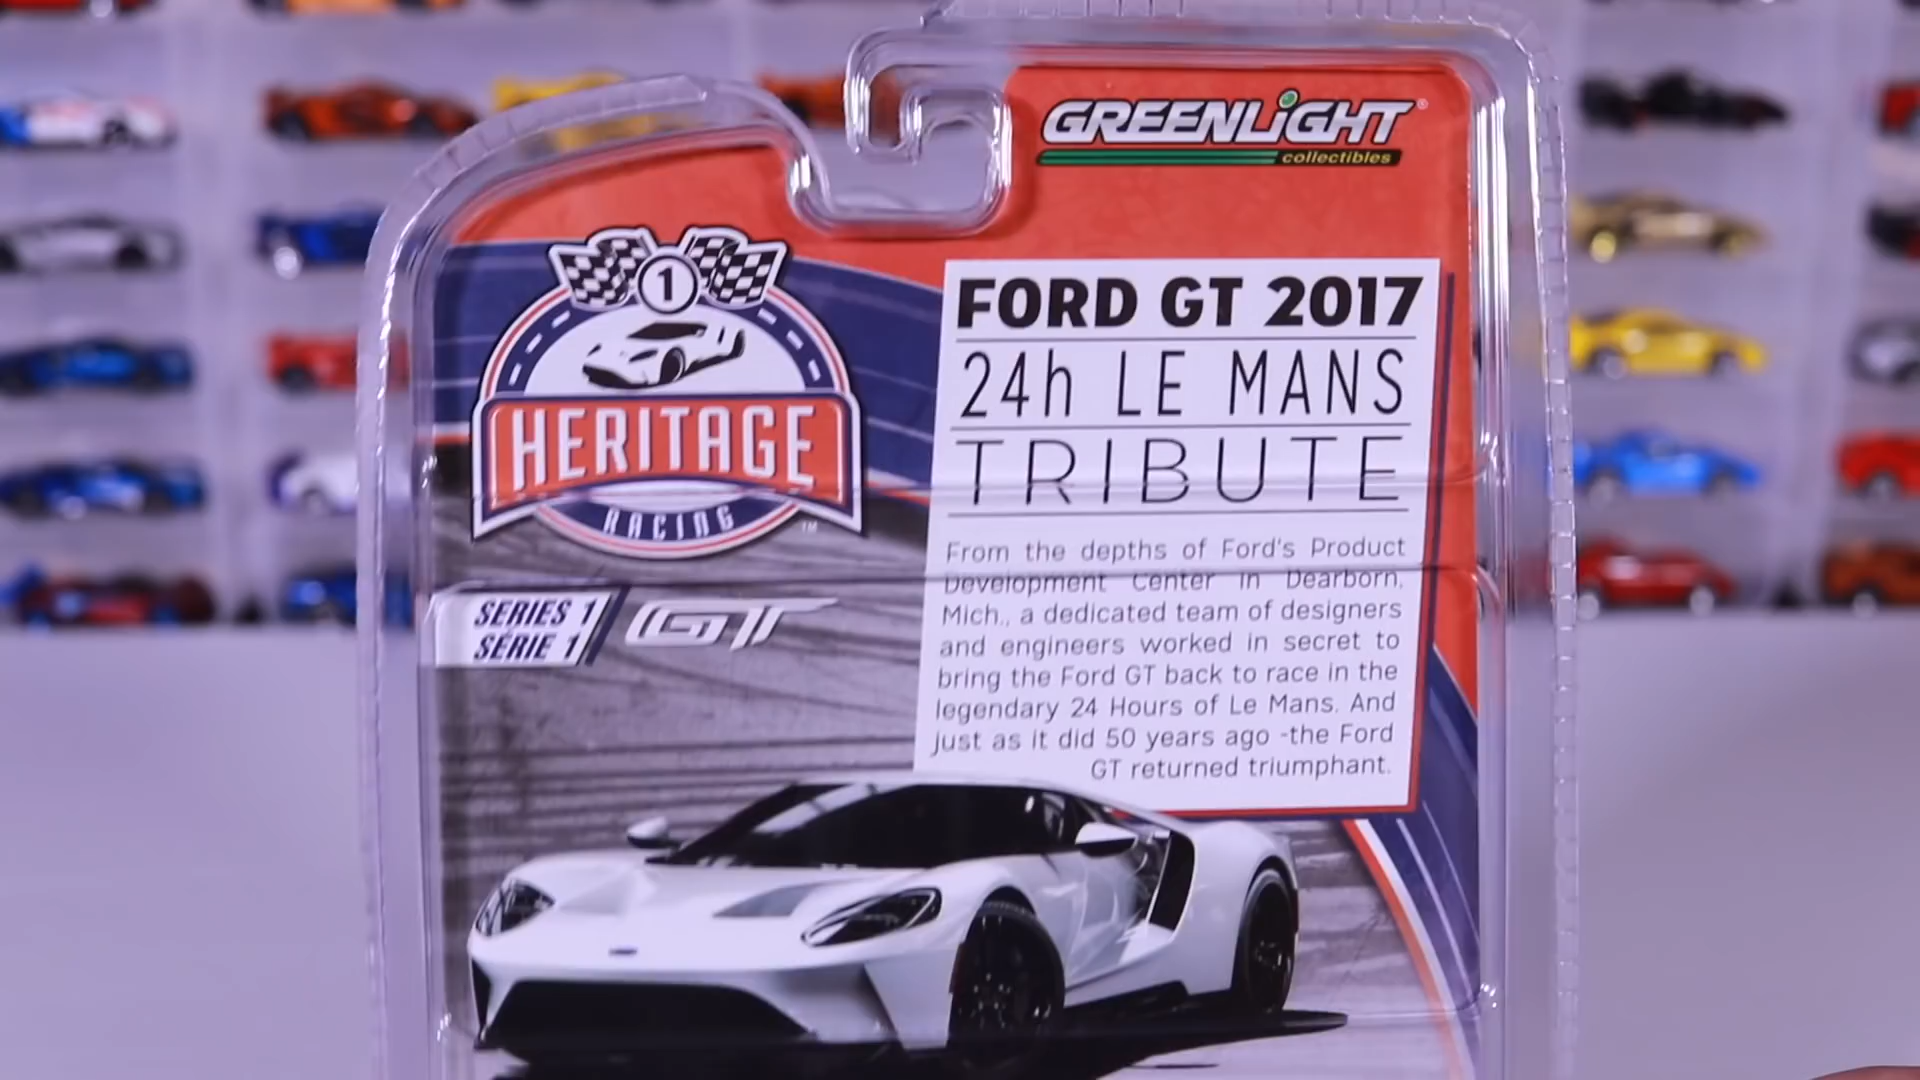 GREENLiGHT®
collectibles
1
HERITAGE
RACING™
SERIES 1
SÉRIE 1
GT
FORD GT 2017
24h LE MANS
TRIBUTE
From the depths of Ford's Product
Development Center in Dearborn,
Mich., a dedicated team of designers
and engineers worked in secret to
bring the Ford GT back to race in the
legendary 24 Hours of Le Mans. And
just as it did 50 years ago -the Ford
GT returned triumphant.